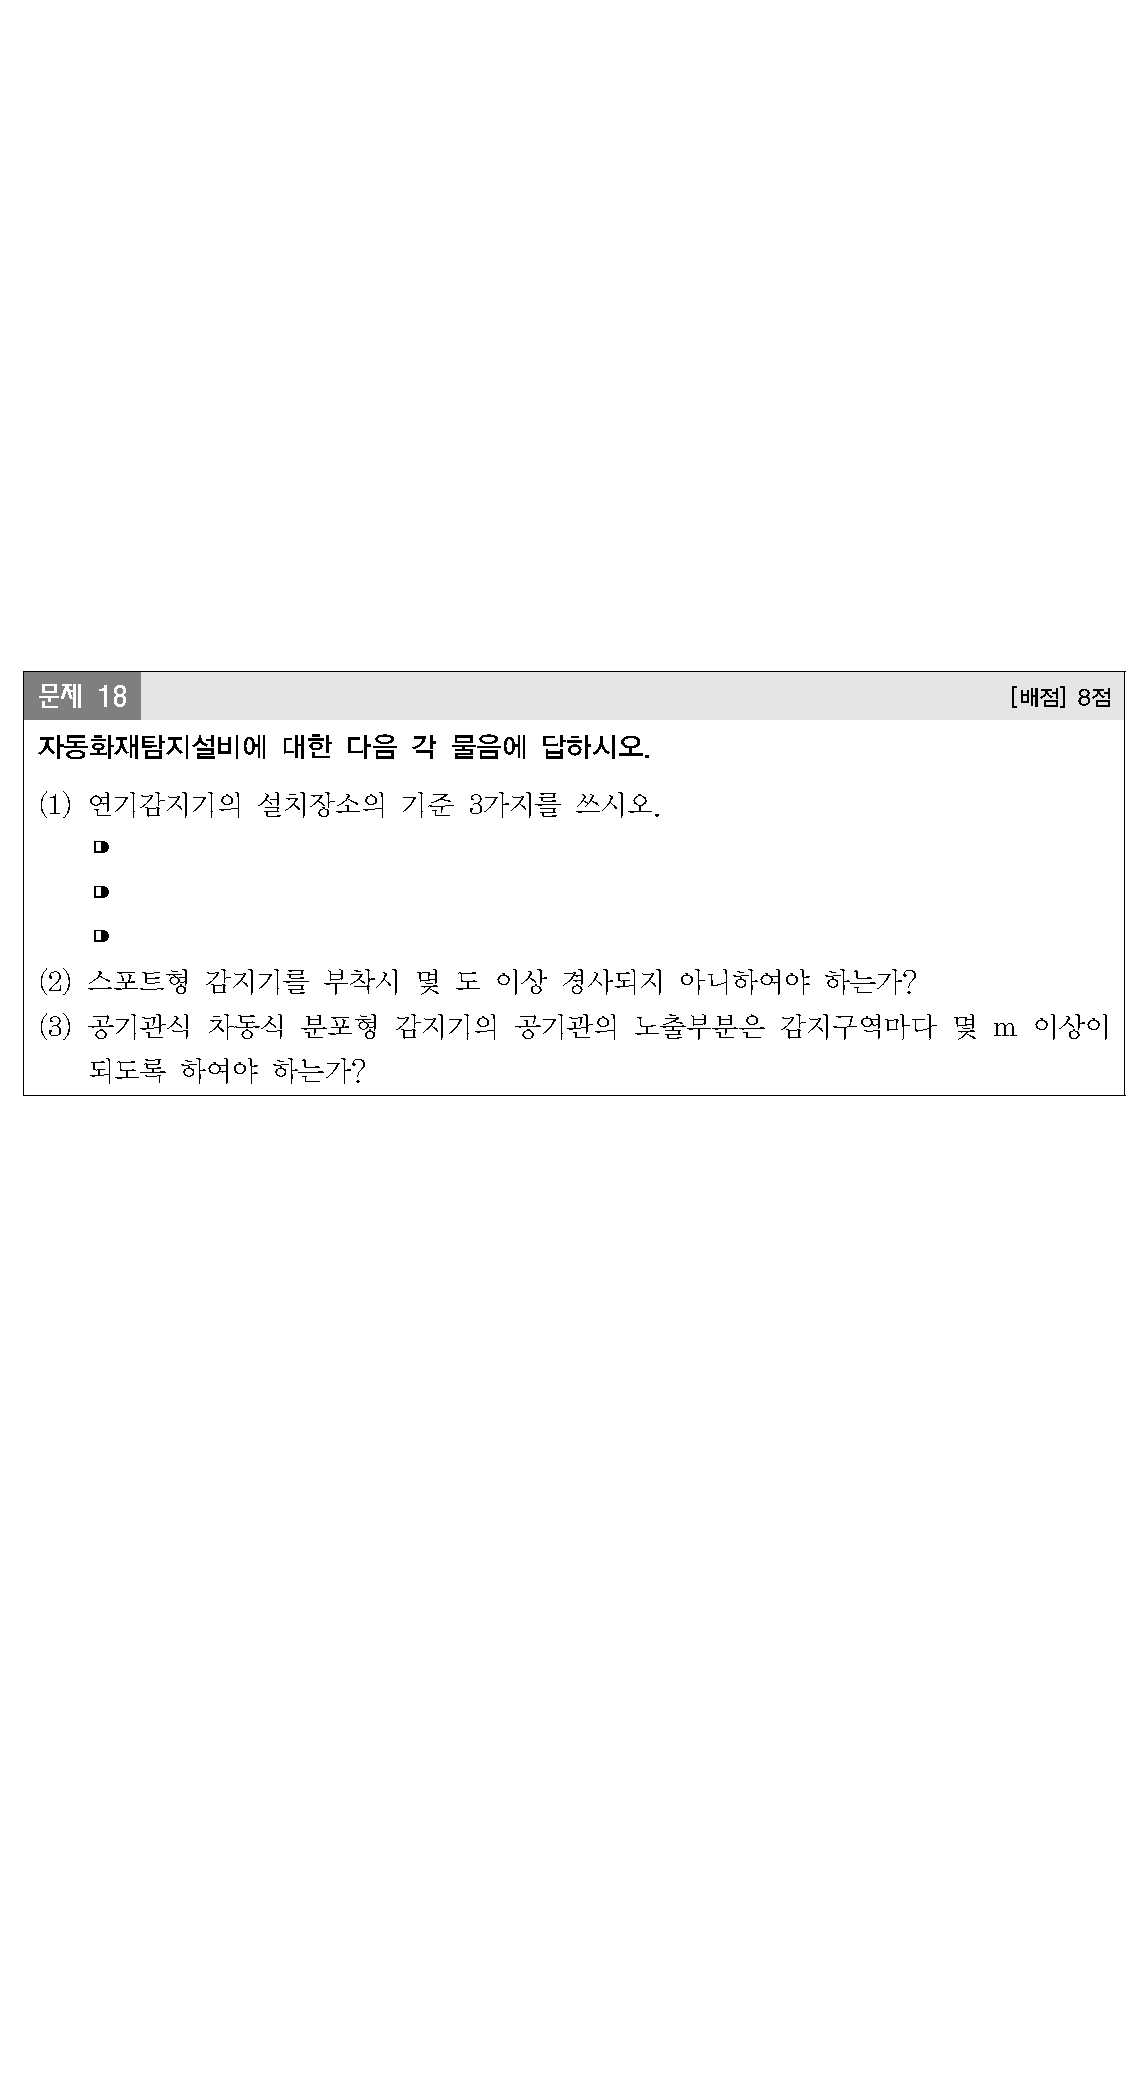 문제 18 [배점] 8점
자동화재탐지설비에 대한 다음 각 물음에 답하시오.
(1) 연기감지기의 설치장소의 기준 3가지를 쓰시오.
(2) 스포트형 감지기를 부착시 몇 도 이상 경사되지 아니하여야 하는가?
(3) 공기관식 차동식 분포형 감지기의 공기관의 노출부분은 감지구역마다 몇 m 이상이
되도록 하여야 하는가?